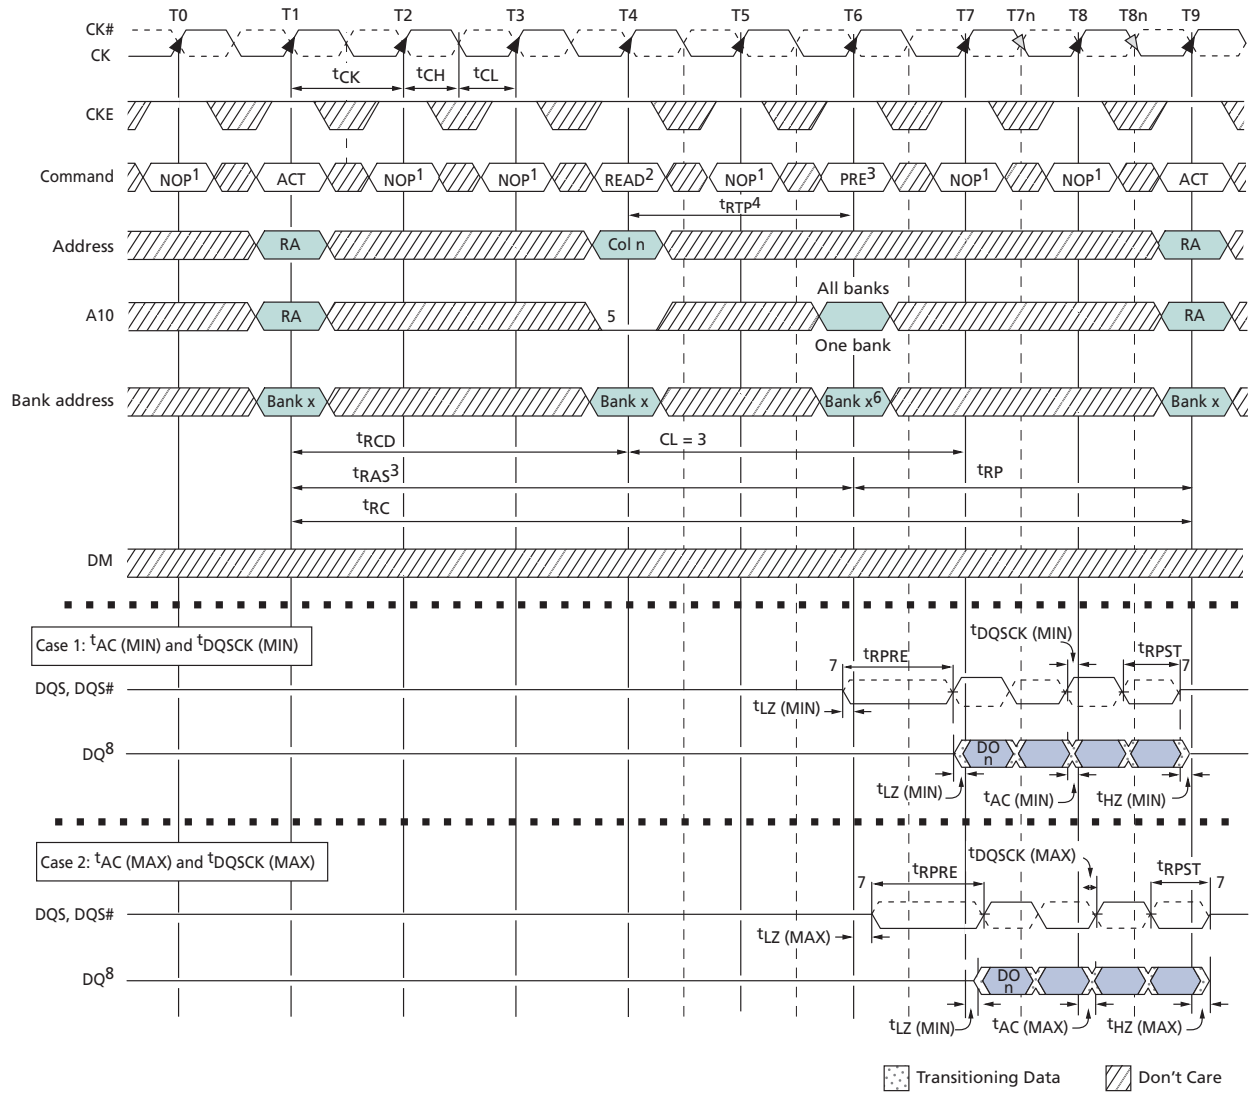 T0 T1 T2 T3 T4 T5 T6 T7 T7n T8 T8n T9
CK#
CK
tCK tCH tCL
CKE
Command NOP1 ACT NOP1 NOP1 READ2 NOP1 PRE3 NOP1 NOP1 ACT
tRTP4
Address RA Col n RA
All banks
A10 RA 5 RA
One bank
Bank address Bank x Bank x Bank x6 Bank x
tRCD CL = 3
tRAS3 tRP
tRC
DM
Case 1: tAC (MIN) and tDQSCK (MIN)
tDQSCK (MIN)
7 tRPRE tRPST 7
DQS, DQS#
tLZ (MIN)
DQ8 DO
n
tLZ (MIN) tAC (MIN) tHZ (MIN)
Case 2: tAC (MAX) and tDQSCK (MAX)
tDQSCK (MAX)
7 tRPRE tRPST 7
DQS, DQS#
tLZ (MAX)
DQ8 DO
n
tLZ (MIN) tAC (MAX) tHZ (MAX)
Transitioning Data Don't Care